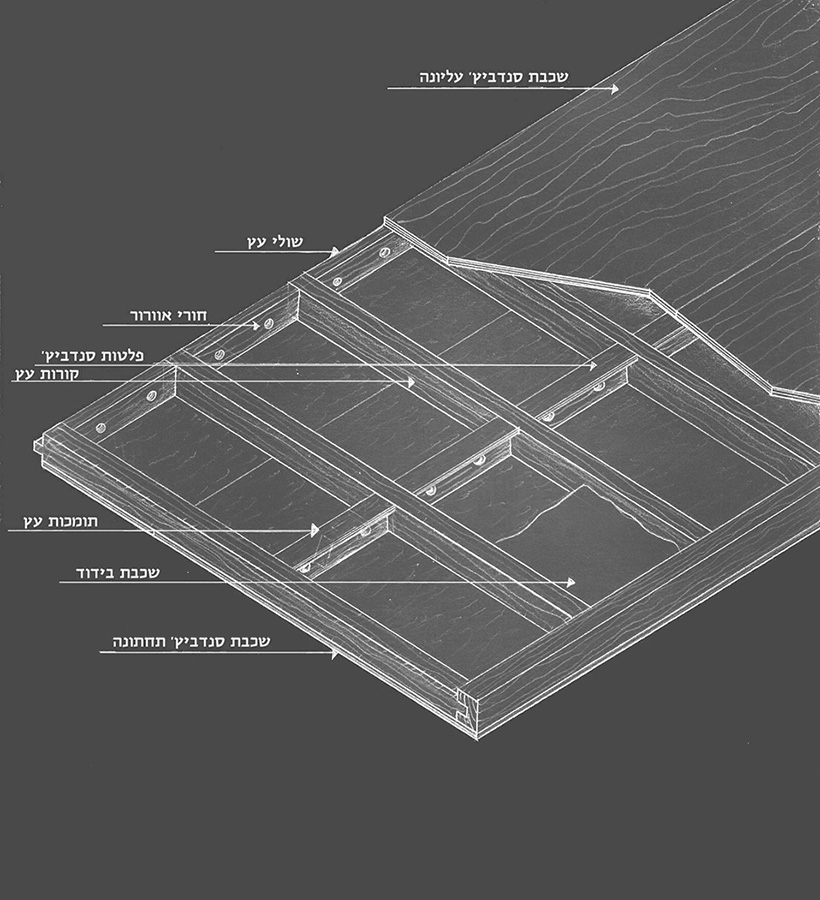 שכבת סנדביץ' עליונה
שולי עץ
חורי אוורור
פלטות סנדביץ'
קורות עץ
תומכות עץ
שכבת בידוד
שכבת סנדביץ' תחתונה